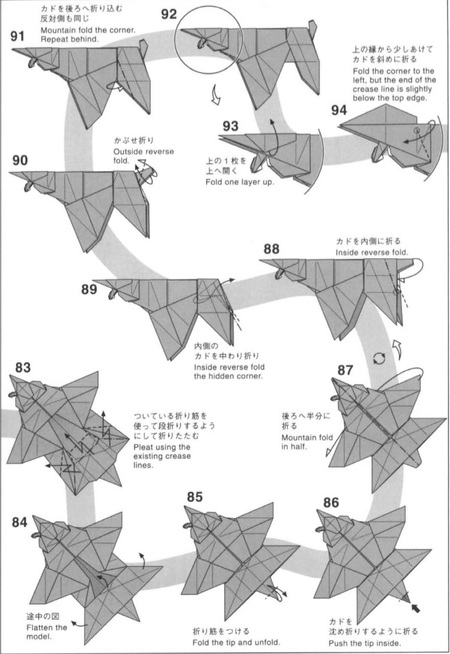 91
カドを後ろへ折り込む
反対側も同じ
Mountain fold the corner.
Repeat behind.
92
93
上の1枚を
上へ開く
Fold one layer up.
94
上の縁から少しあけて
カドを斜めに折る
Fold the corner to the
left, but the end of the
crease line is slightly
below the top edge.
90
かぶせ折り
Outside reverse
fold.
89
内側の
カドを中わり折り
Inside reverse fold
the hidden corner.
88
カドを内側に折る
Inside reverse fold.
83
ついている折り筋を
使って段折りするよう
にして折りたたむ
Pleat using the
existing crease
lines.
87
後ろへ半分に
折る
Mountain fold
in half.
84
途中の図
Flatten the
model.
85
折り筋をつける
Fold the tip and unfold.
86
カドを
沈め折りするように折る
Push the tip inside.